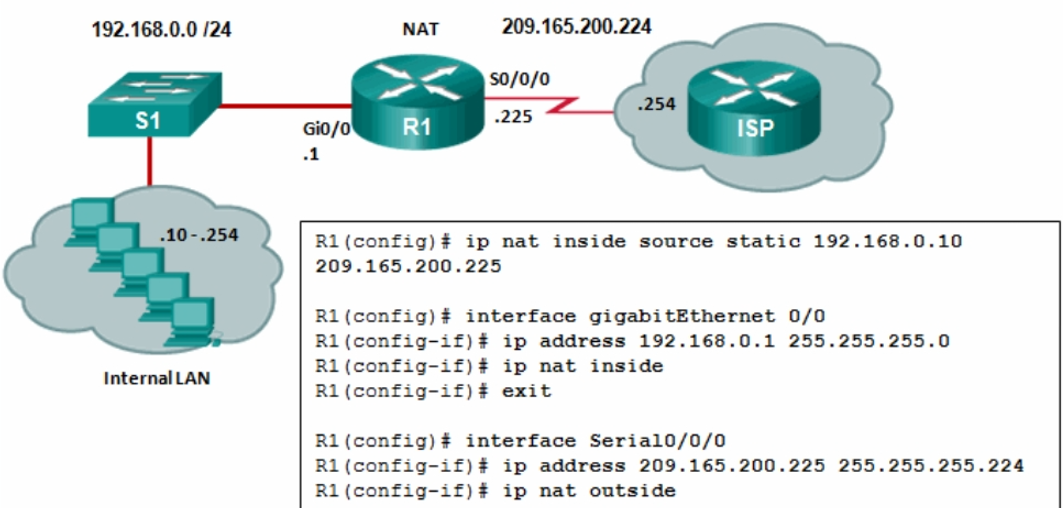 192.168.0.0 /24
NAT
209.165.200.224
S0/0/0
.254
S1
Gi0/0
R1
.225
ISP
.1
.10 - .254
Internal LAN
R1(config)# ip nat inside source static 192.168.0.10
209.165.200.225
R1(config)# interface gigabitEthernet 0/0
R1(config-if)# ip address 192.168.0.1 255.255.255.0
R1(config-if)# ip nat inside
R1(config-if)# exit
R1(config)# interface Serial0/0/0
R1(config-if)# ip address 209.165.200.225 255.255.255.224
R1(config-if)# ip nat outside